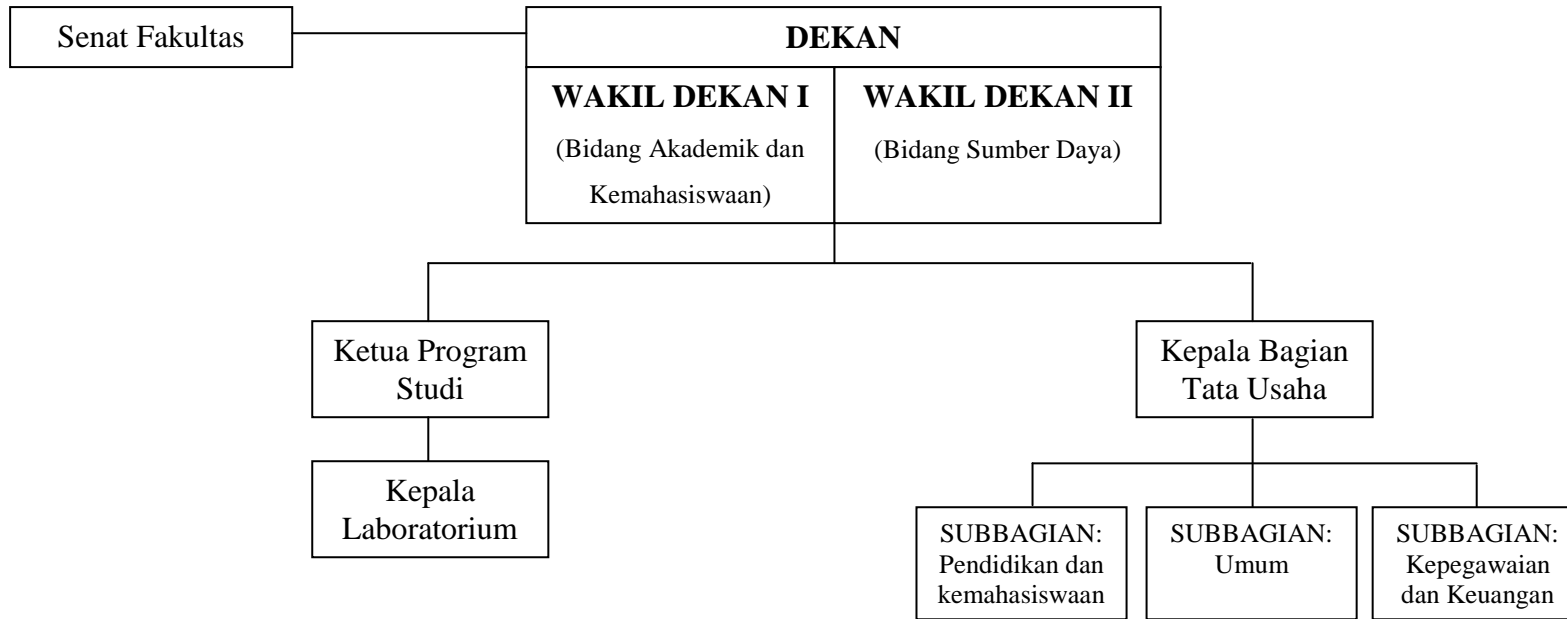 Senat Fakultas
DEKAN
WAKIL DEKAN I
(Bidang Akademik dan
Kemahasiswaan)
WAKIL DEKAN II
(Bidang Sumber Daya)
Ketua Program
Studi
Kepala Bagian
Tata Usaha
Kepala
Laboratorium
SUBBAGIAN:
Pendidikan dan
kemahasiswaan
SUBBAGIAN:
Umum
SUBBAGIAN:
Kepegawaian
dan Keuangan